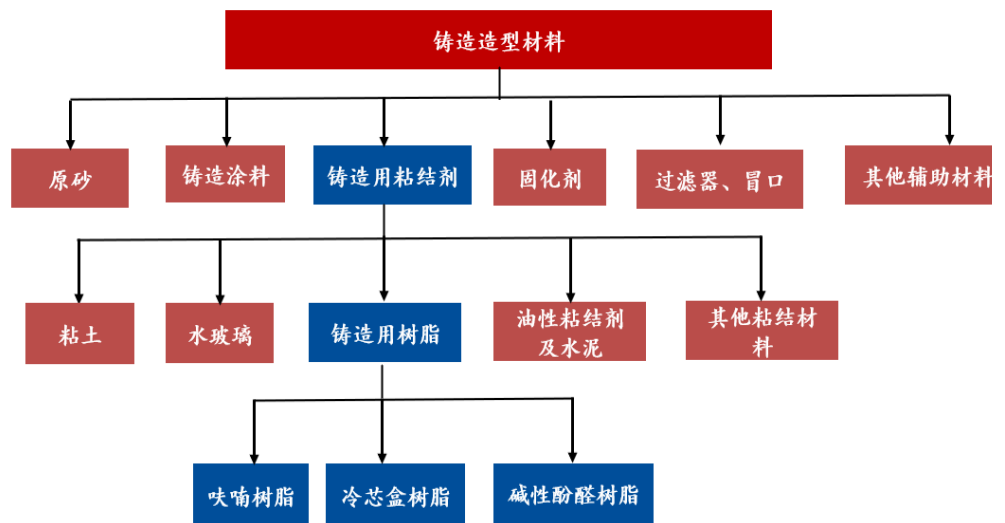 铸造造型材料
原砂
铸造涂料
铸造用粘结剂
固化剂
过滤器、冒口
其他辅助材料
粘土
水玻璃
铸造用树脂
油性粘结剂
及水泥
其他粘结材
料
呋喃树脂
冷芯盒树脂
碱性酚醛树脂